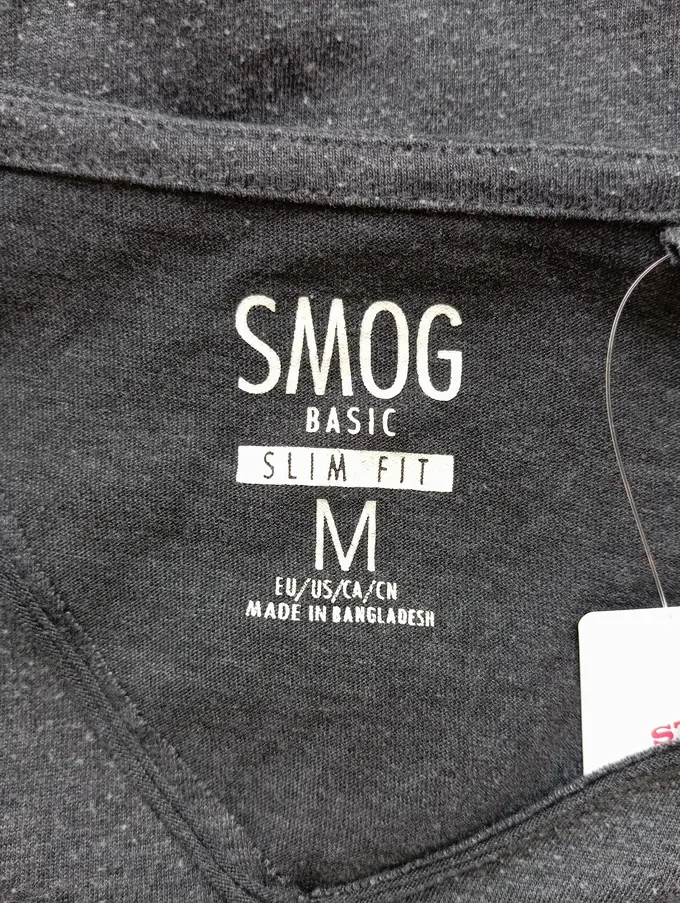 SMOG
BASIC
SLIM FIT
M
EU/US/CA/CN
MADE IN BANGLADESH